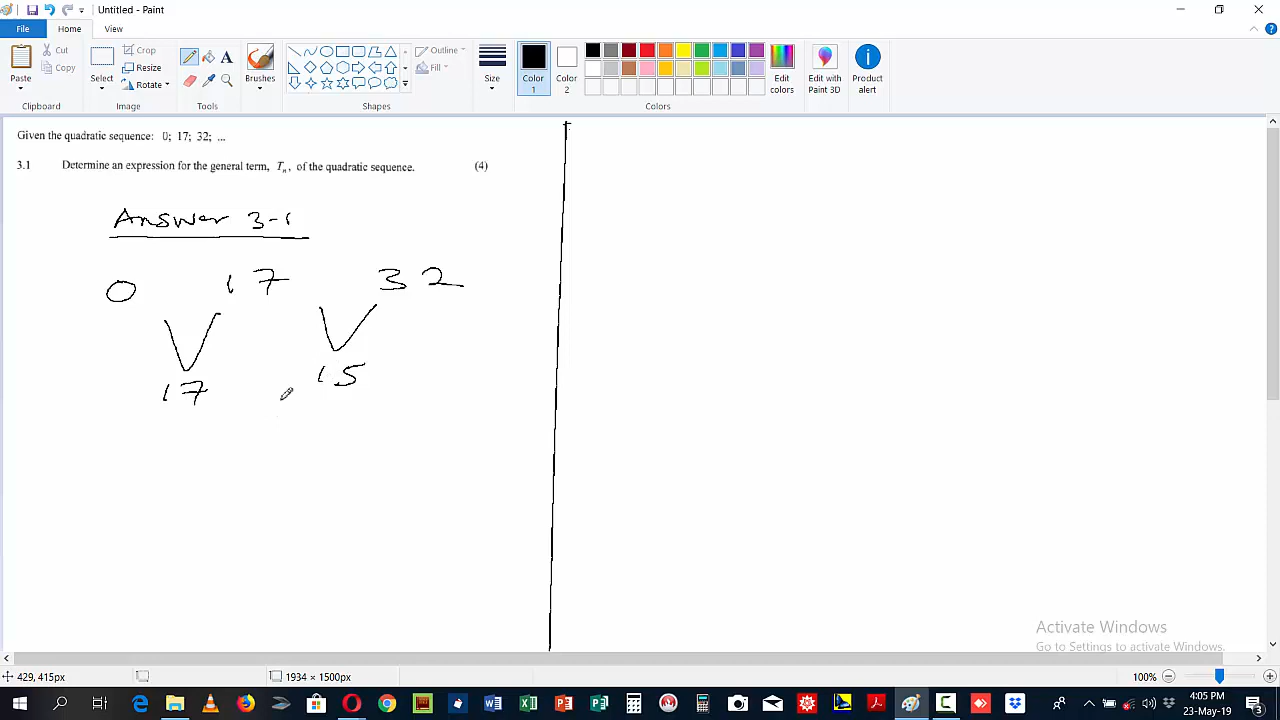 Untitled - Paint
File Home View
Paste Cut Copy Clipboard
Select Crop Resize Rotate Image
Tools
Brushes
Outline Fill Shapes
Size
Color 1 Color 2 Edit colors Colors
Edit with Paint 3D
Product alert
Given the quadratic sequence: 0; 17; 32; ...
3.1 Determine an expression for the general term, Tn, of the quadratic sequence. (4)
Answer 3-1
0 17 32
17 15
Activate Windows
Go to Settings to activate Windows.
429, 415px 1934 × 1500px 100%
4:05 PM
23-May-19